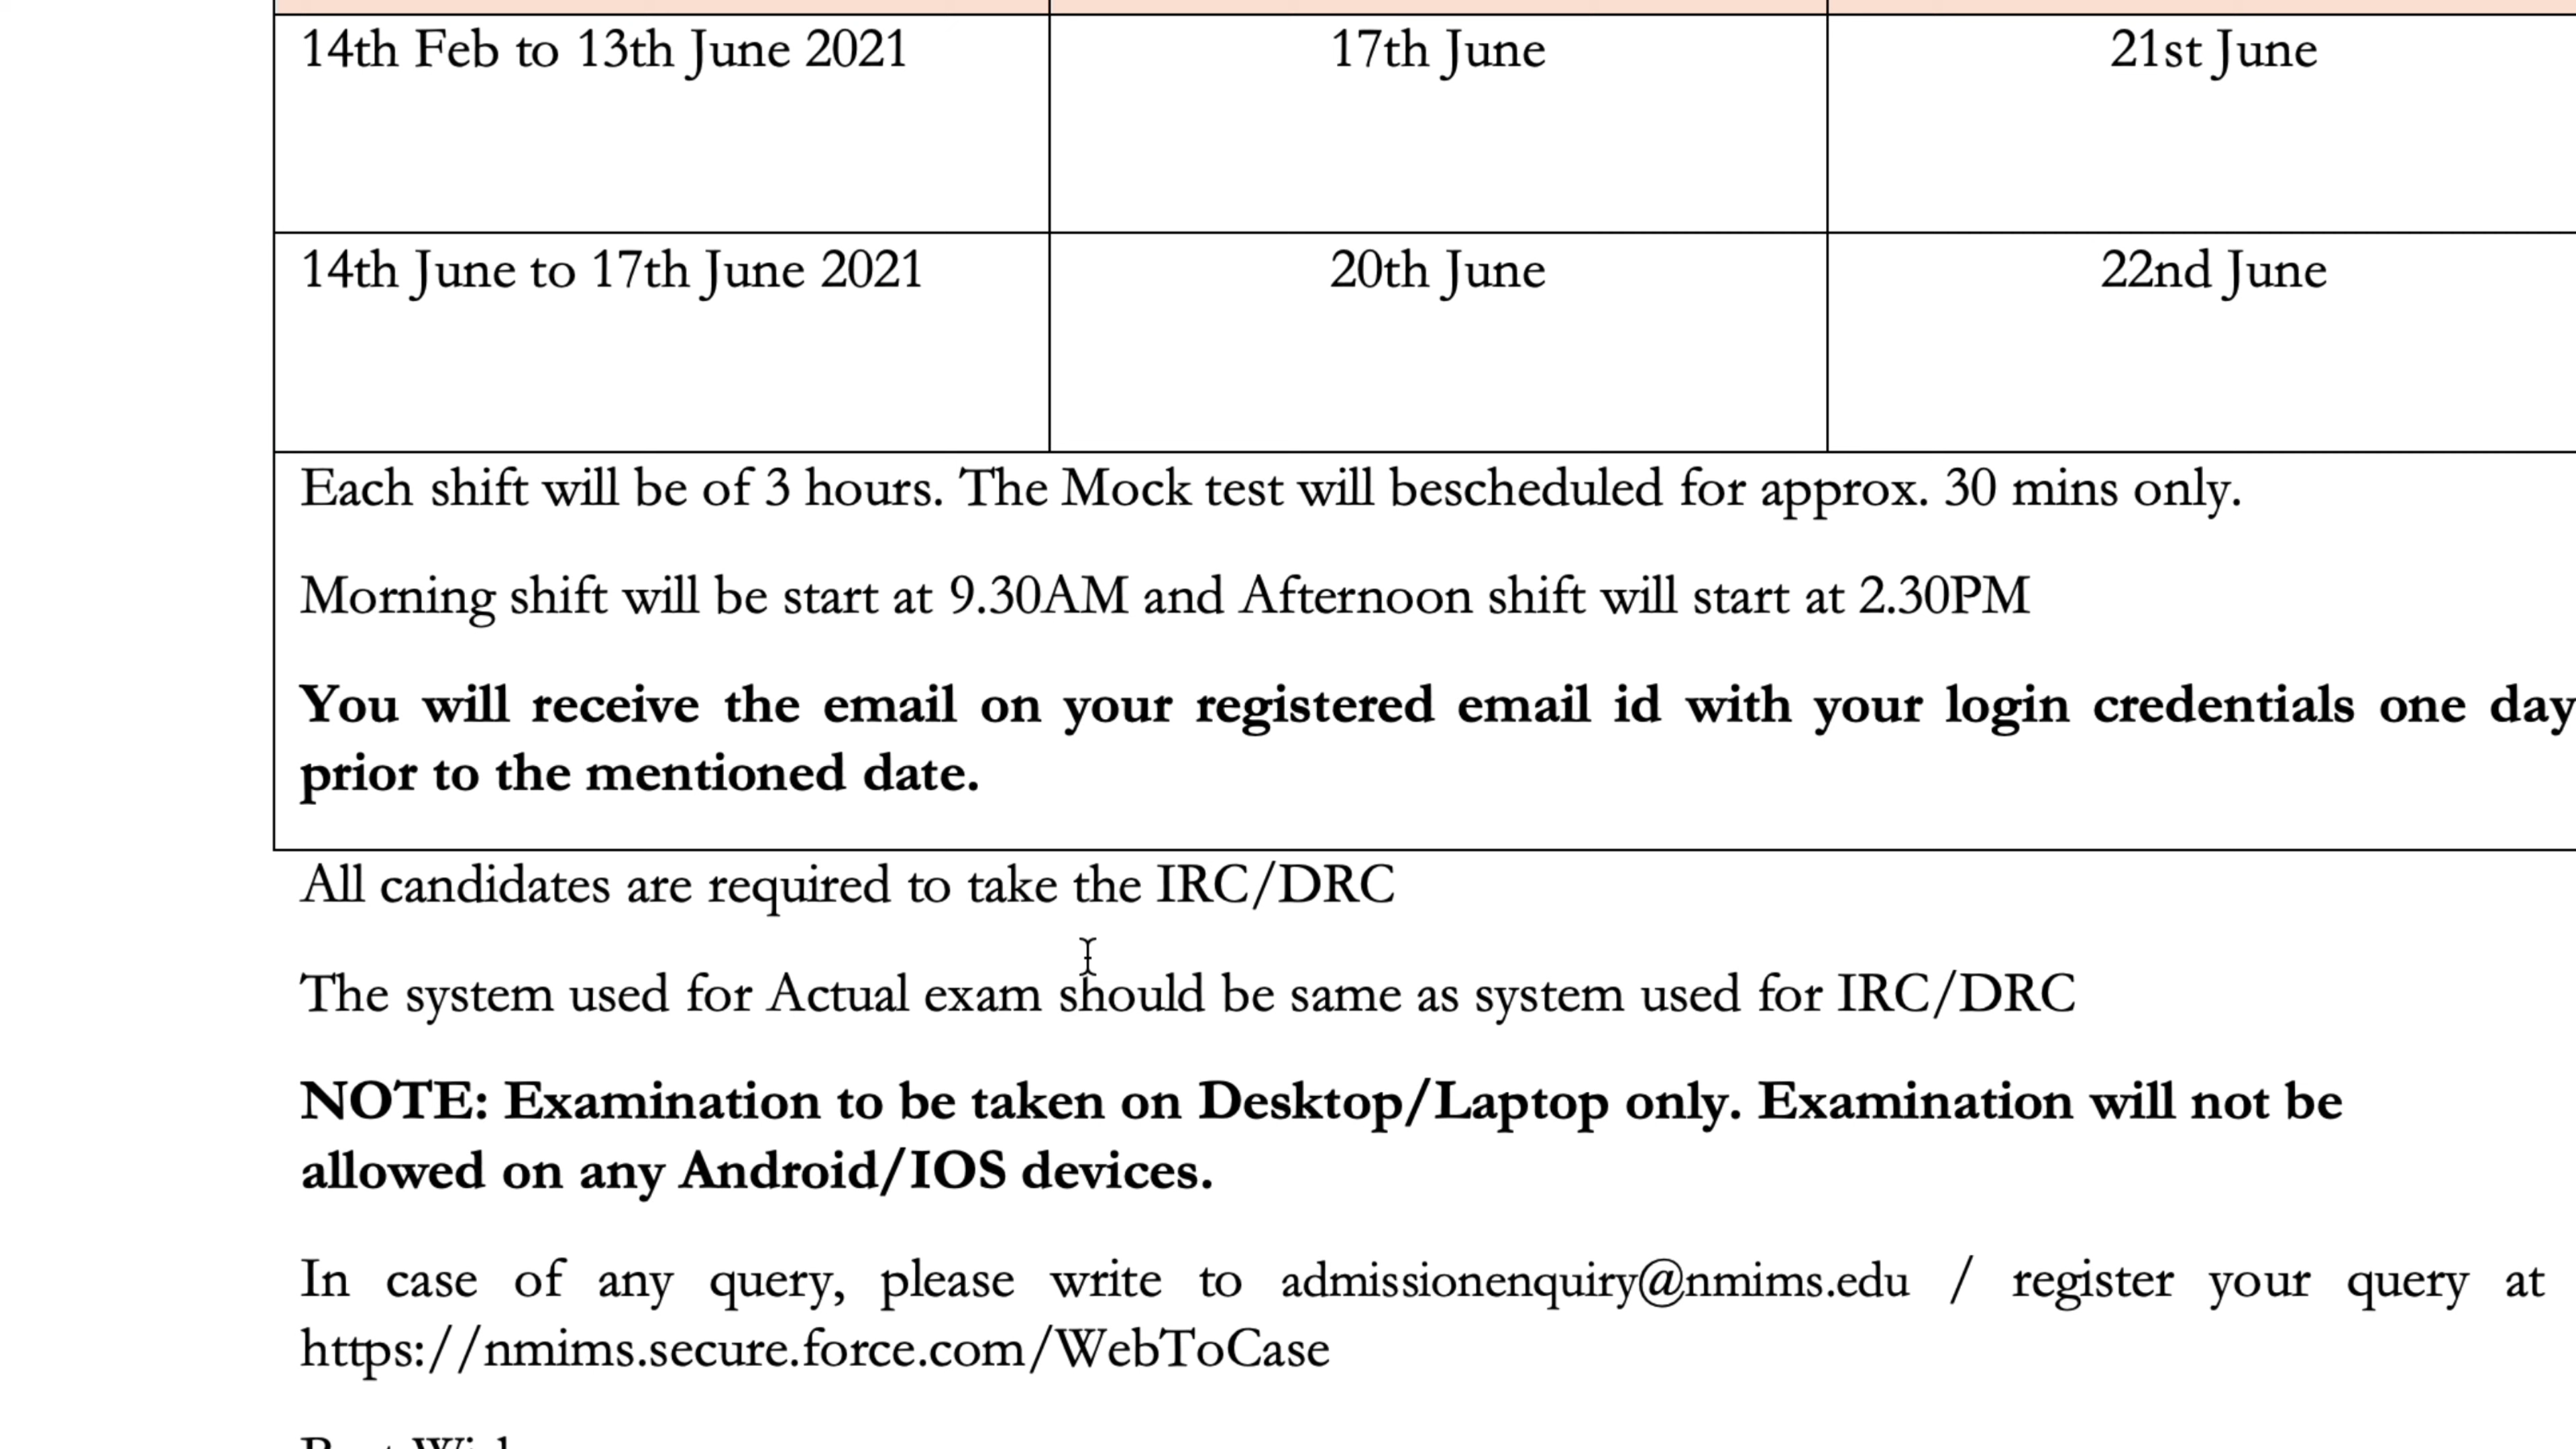 14th Feb to 13th June 2021 17th June 21st June
14th June to 17th June 2021 20th June 22nd June
Each shift will be of 3 hours. The Mock test will bescheduled for approx. 30 mins only.
Morning shift will be start at 9.30AM and Afternoon shift will start at 2.30PM
You will receive the email on your registered email id with your login credentials one day
prior to the mentioned date.
All candidates are required to take the IRC/DRC
The system used for Actual exam should be same as system used for IRC/DRC
NOTE: Examination to be taken on Desktop/Laptop only. Examination will not be
allowed on any Android/IOS devices.
In case of any query, please write to admissionenquiry@nmims.edu / register your query at
https://nmims.secure.force.com/WebToCase